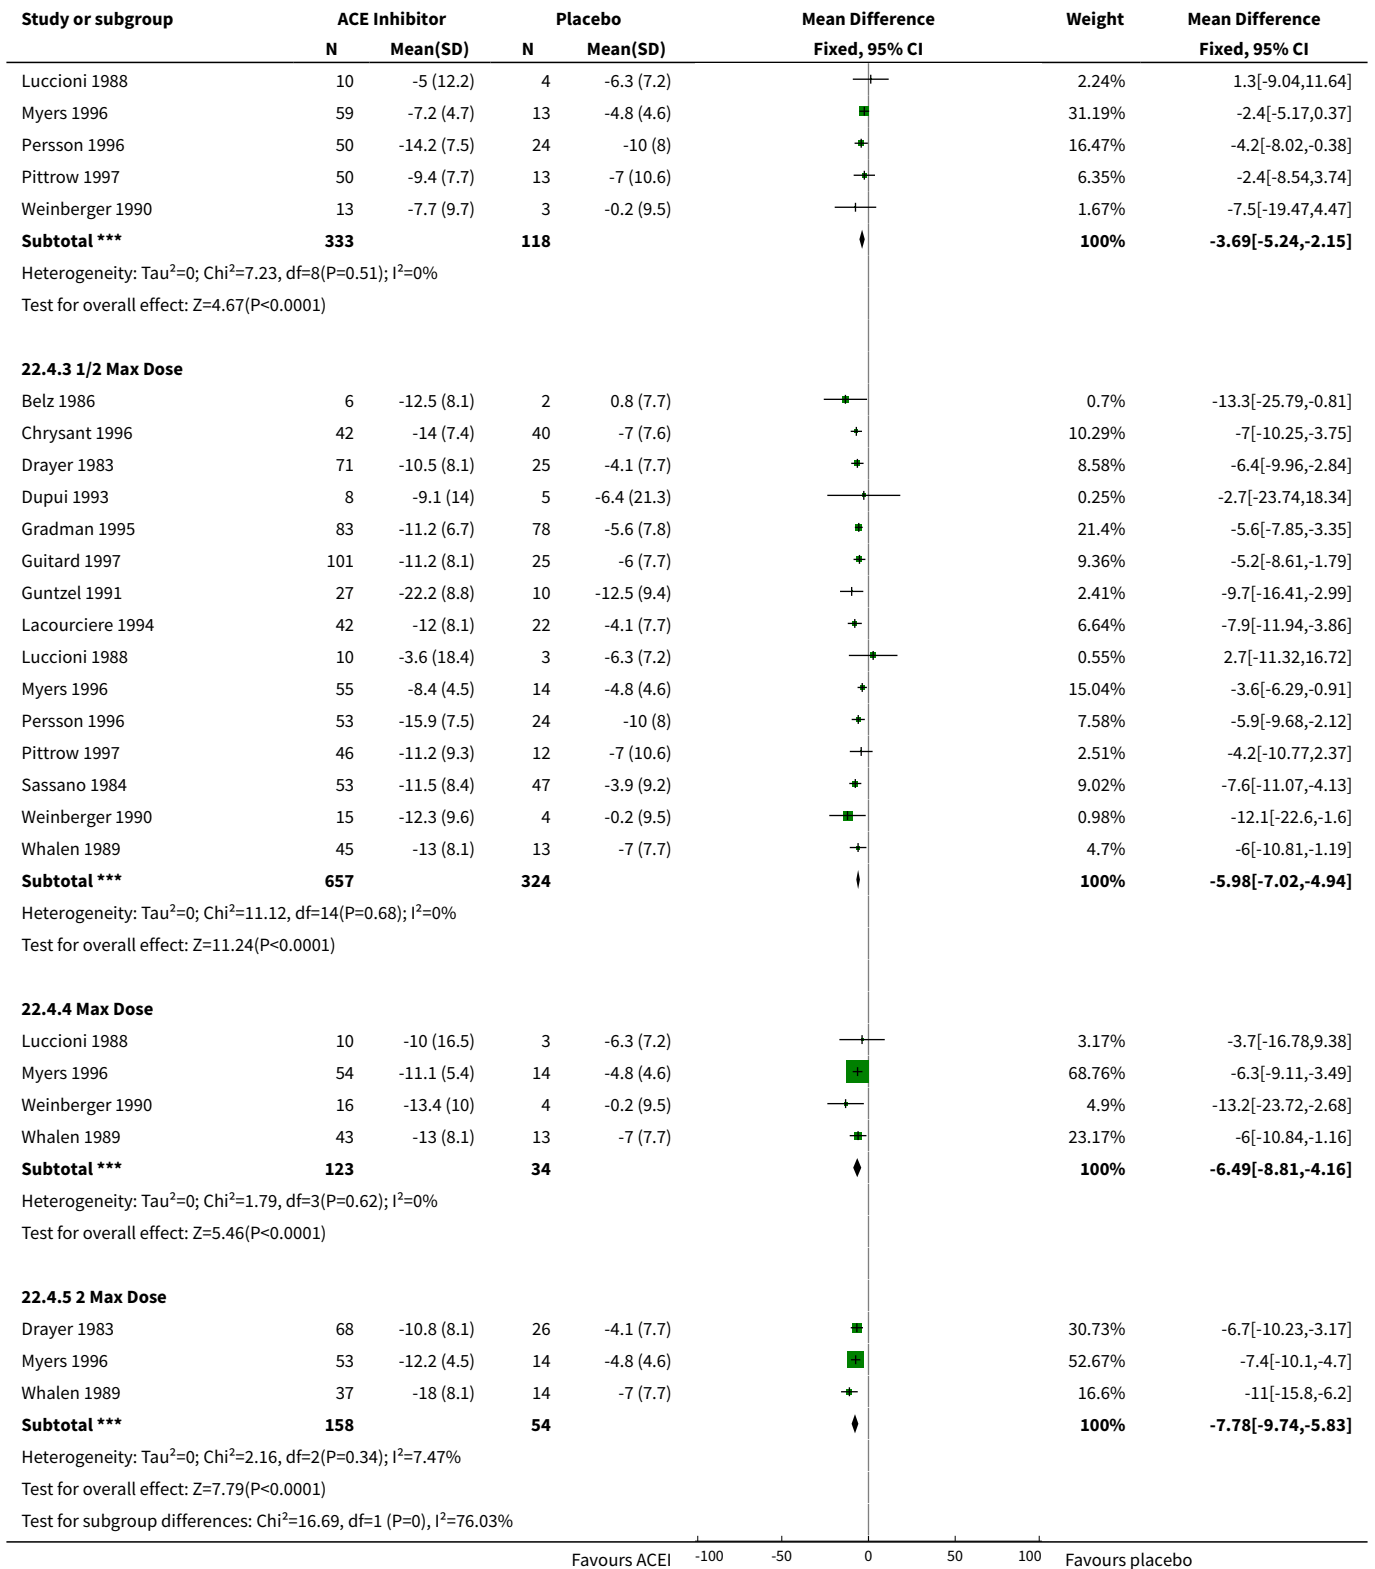 Study or subgroup ACE Inhibitor Placebo Mean Difference Weight Mean Difference
N Mean(SD) N Mean(SD) Fixed, 95% CI Fixed, 95% CI
Luccioni 1988 10 -5 (12.2) 4 -6.3 (7.2) 2.24% 1.3[-9.04,11.64]
Myers 1996 59 -7.2 (4.7) 13 -4.8 (4.6) 31.19% -2.4[-5.17,0.37]
Persson 1996 50 -14.2 (7.5) 24 -10 (8) 16.47% -4.2[-8.02,-0.38]
Pittrow 1997 50 -9.4 (7.7) 13 -7 (10.6) 6.35% -2.4[-8.54,3.74]
Weinberger 1990 13 -7.7 (9.7) 3 -0.2 (9.5) 1.67% -7.5[-19.47,4.47]
Subtotal *** 333 118 100% -3.69[-5.24,-2.15]
Heterogeneity: Tau²=0; Chi²=7.23, df=8(P=0.51); I²=0%
Test for overall effect: Z=4.67(P<0.0001)
22.4.3 1/2 Max Dose
Belz 1986 6 -12.5 (8.1) 2 0.8 (7.7) 0.7% -13.3[-25.79,-0.81]
Chrysant 1996 42 -14 (7.4) 40 -7 (7.6) 10.29% -7[-10.25,-3.75]
Drayer 1983 71 -10.5 (8.1) 25 -4.1 (7.7) 8.58% -6.4[-9.96,-2.84]
Dupui 1993 8 -9.1 (14) 5 -6.4 (21.3) 0.25% -2.7[-23.74,18.34]
Gradman 1995 83 -11.2 (6.7) 78 -5.6 (7.8) 21.4% -5.6[-7.85,-3.35]
Guitard 1997 101 -11.2 (8.1) 25 -6 (7.7) 9.36% -5.2[-8.61,-1.79]
Guntzel 1991 27 -22.2 (8.8) 10 -12.5 (9.4) 2.41% -9.7[-16.41,-2.99]
Lacourciere 1994 42 -12 (8.1) 22 -4.1 (7.7) 6.64% -7.9[-11.94,-3.86]
Luccioni 1988 10 -3.6 (18.4) 3 -6.3 (7.2) 0.55% 2.7[-11.32,16.72]
Myers 1996 55 -8.4 (4.5) 14 -4.8 (4.6) 15.04% -3.6[-6.29,-0.91]
Persson 1996 53 -15.9 (7.5) 24 -10 (8) 7.58% -5.9[-9.68,-2.12]
Pittrow 1997 46 -11.2 (9.3) 12 -7 (10.6) 2.51% -4.2[-10.77,2.37]
Sassano 1984 53 -11.5 (8.4) 47 -3.9 (9.2) 9.02% -7.6[-11.07,-4.13]
Weinberger 1990 15 -12.3 (9.6) 4 -0.2 (9.5) 0.98% -12.1[-22.6,-1.6]
Whalen 1989 45 -13 (8.1) 13 -7 (7.7) 4.7% -6[-10.81,-1.19]
Subtotal *** 657 324 100% -5.98[-7.02,-4.94]
Heterogeneity: Tau²=0; Chi²=11.12, df=14(P=0.68); I²=0%
Test for overall effect: Z=11.24(P<0.0001)
22.4.4 Max Dose
Luccioni 1988 10 -10 (16.5) 3 -6.3 (7.2) 3.17% -3.7[-16.78,9.38]
Myers 1996 54 -11.1 (5.4) 14 -4.8 (4.6) 68.76% -6.3[-9.11,-3.49]
Weinberger 1990 16 -13.4 (10) 4 -0.2 (9.5) 4.9% -13.2[-23.72,-2.68]
Whalen 1989 43 -13 (8.1) 13 -7 (7.7) 23.17% -6[-10.84,-1.16]
Subtotal *** 123 34 100% -6.49[-8.81,-4.16]
Heterogeneity: Tau²=0; Chi²=1.79, df=3(P=0.62); I²=0%
Test for overall effect: Z=5.46(P<0.0001)
22.4.5 2 Max Dose
Drayer 1983 68 -10.8 (8.1) 26 -4.1 (7.7) 30.73% -6.7[-10.23,-3.17]
Myers 1996 53 -12.2 (4.5) 14 -4.8 (4.6) 52.67% -7.4[-10.1,-4.7]
Whalen 1989 37 -18 (8.1) 14 -7 (7.7) 16.6% -11[-15.8,-6.2]
Subtotal *** 158 54 100% -7.78[-9.74,-5.83]
Heterogeneity: Tau²=0; Chi²=2.16, df=2(P=0.34); I²=7.47%
Test for overall effect: Z=7.79(P<0.0001)
Test for subgroup differences: Chi²=16.69, df=1 (P=0), I²=76.03%
Favours ACEI -100 -50 0 50 100 Favours placebo